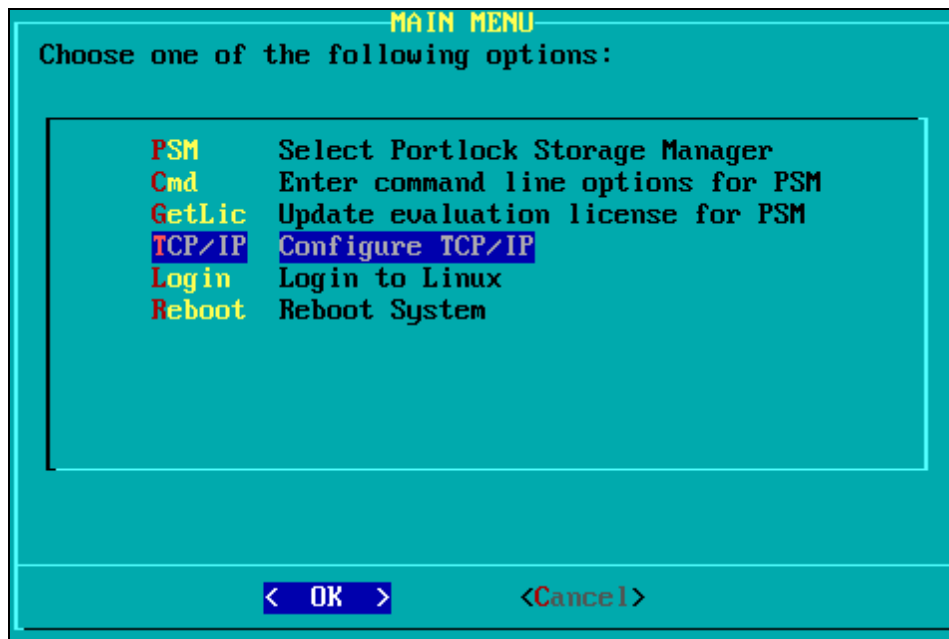 MAIN MENU
Choose one of the following options:
PSM Select Portlock Storage Manager
Cmd Enter command line options for PSM
GetLic Update evaluation license for PSM
TCP/IP Configure TCP/IP
Login Login to Linux
Reboot Reboot System
< OK > <Cancel>